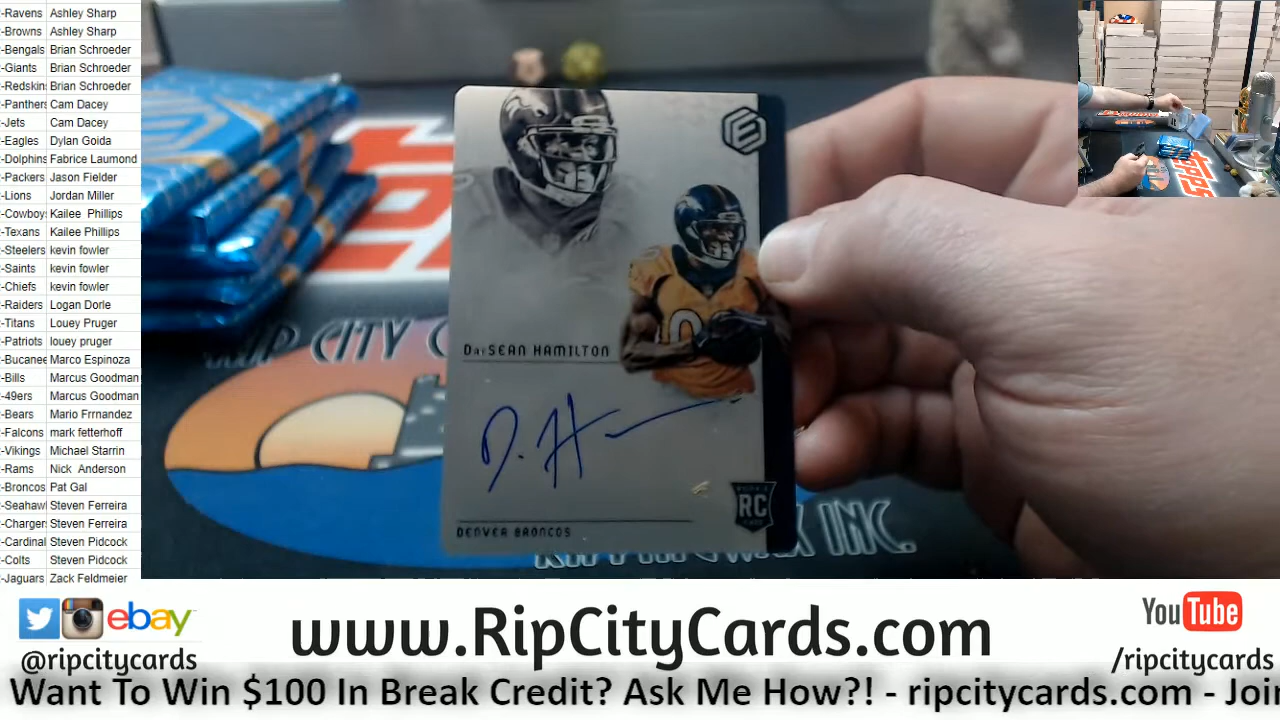 -Ravens Ashley Sharp
-Browns Ashley Sharp
-Bengals Brian Schroeder
-Giants Brian Schroeder
-Redskin Brian Schroeder
-Panther Cam Dacey
-Jets Cam Dacey
-Eagles Dylan Goida
-Dolphins Fabrice Laumond
-Packers Jason Fielder
-Lions Jordan Miller
-Cowboy Kailee Phillips
-Texans Kailee Phillips
-Steelers kevin fowler
-Saints kevin fowler
-Chiefs kevin fowler
-Raiders Logan Dorle
-Titans Louey Pruger
-Patriots louey pruger
-Bucanee Marco Espinoza
-Bills Marcus Goodman
-49ers Marcus Goodman
-Bears Mario Frrnandez
-Falcons mark fetterhoff
-Vikings Michael Starrin
-Rams Nick Anderson
-Broncos Pat Gal
-Seahaw Steven Ferreira
-Charger Steven Ferreira
-Cardinal Steven Pidcock
-Colts Steven Pidcock
-Jaguars Zack Feldmeier
E
DaeSEAN HAMILTON
D. H
RC
DENVER BRONCOS
RIP CITY
INC.
ebay
@ripcitycards
www.RipCityCards.com
YouTube
/ripcitycards
Want To Win $100 In Break Credit? Ask Me How?! - ripcitycards.com - Join